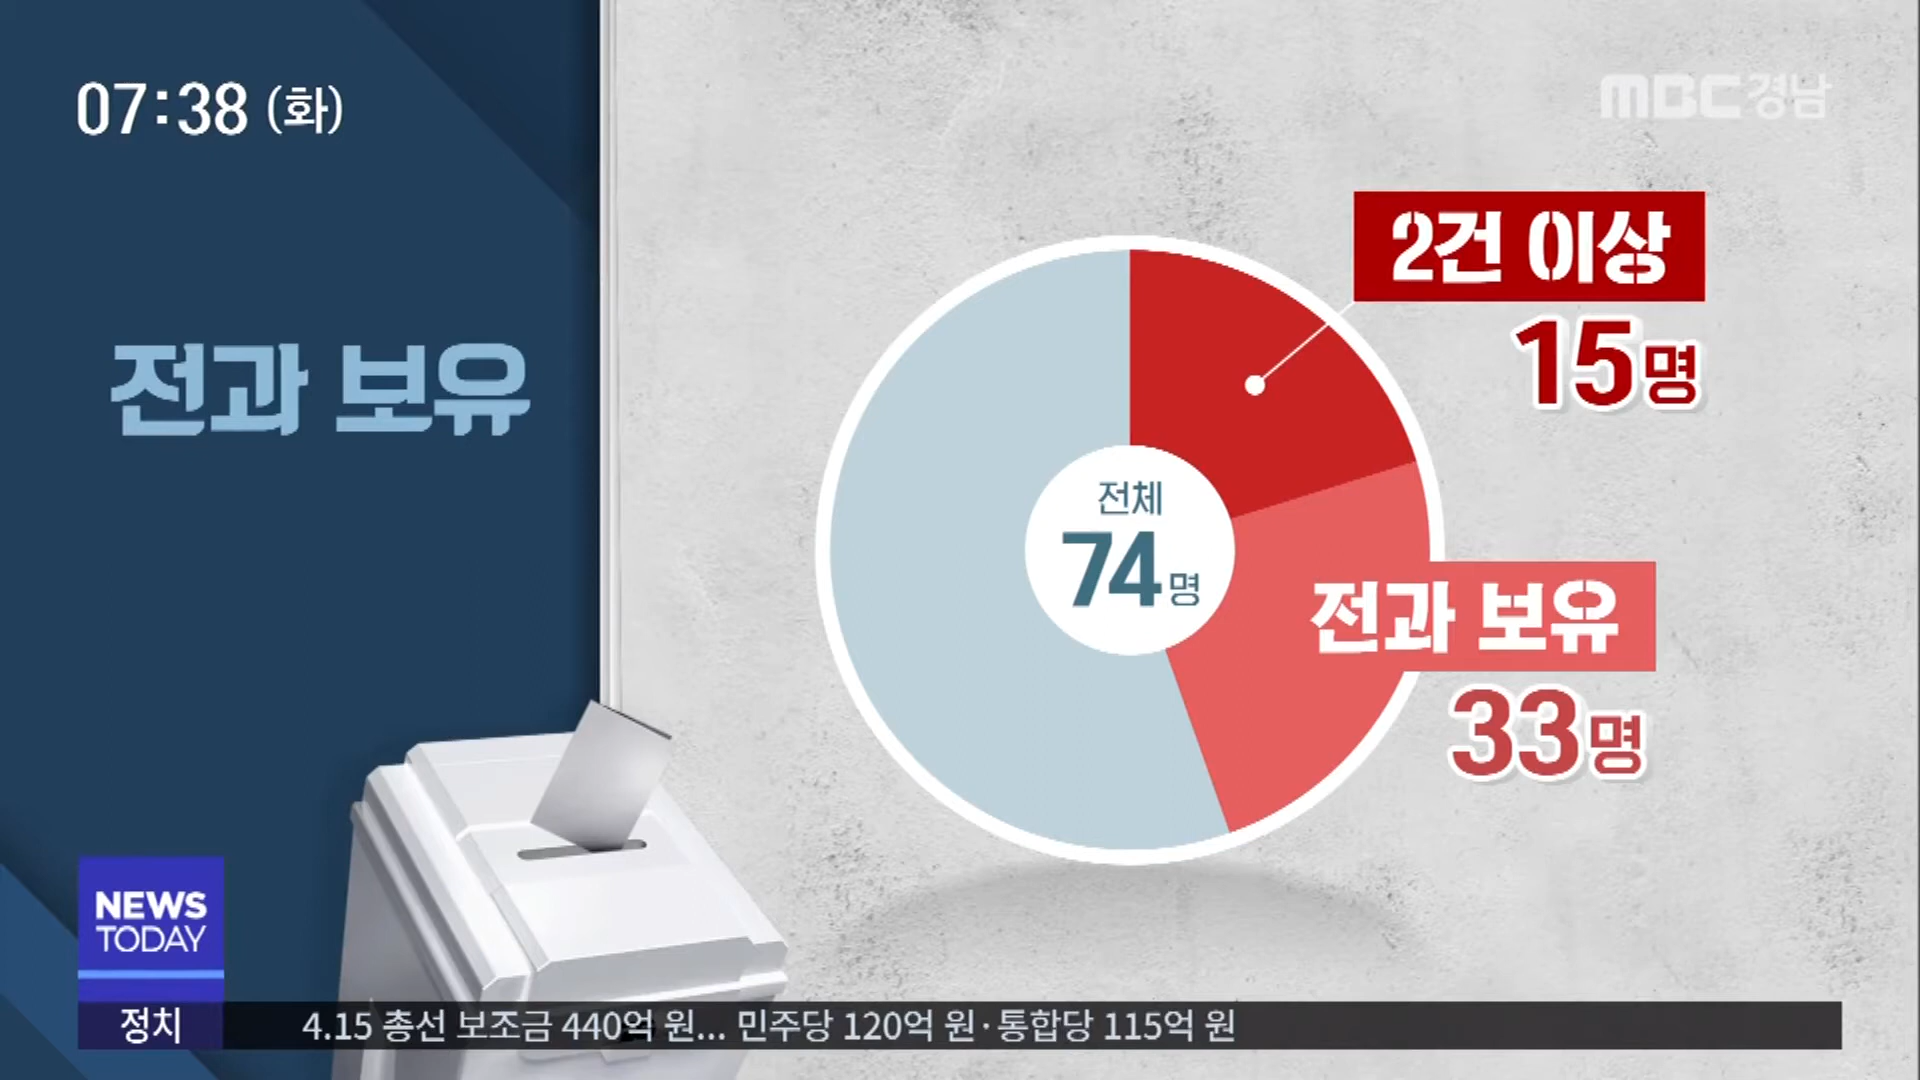 07:38 (화)
MBC경남
전과 보유
2건 이상
15명
전체
74명
전과 보유
33명
NEWS
TODAY
정치
4.15 총선 보조금 440억 원... 민주당 120억 원·통합당 115억 원